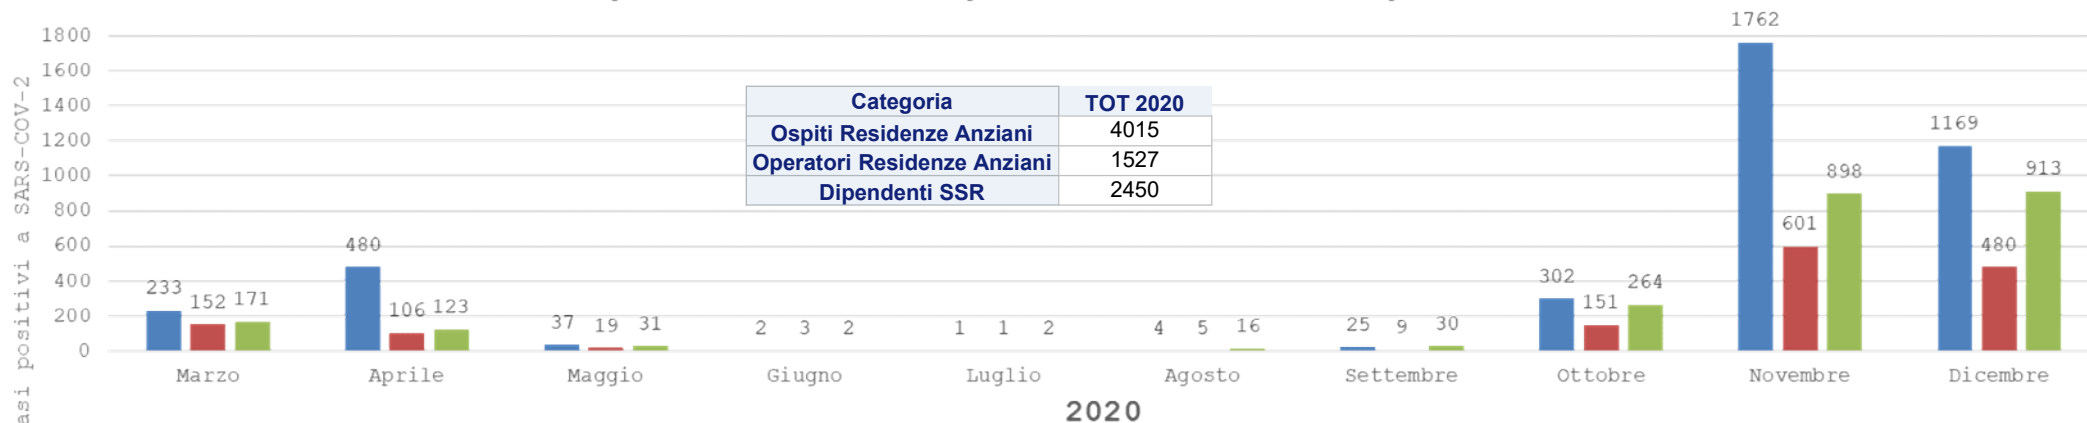 1762
1800
1600
1400
1200
1000
800
600
400
200
0
asi positivi a SARS-COV-2
Categoria TOT 2020
Ospiti Residenze Anziani 4015
Operatori Residenze Anziani 1527
Dipendenti SSR 2450
233 152 171
480 106 123
37 19 31
2 3 2
1 1 2
4 5 16
25 9 30
302 151 264
601 898
1169 480 913
Marzo Aprile Maggio Giugno Luglio Agosto Settembre Ottobre Novembre Dicembre
2020